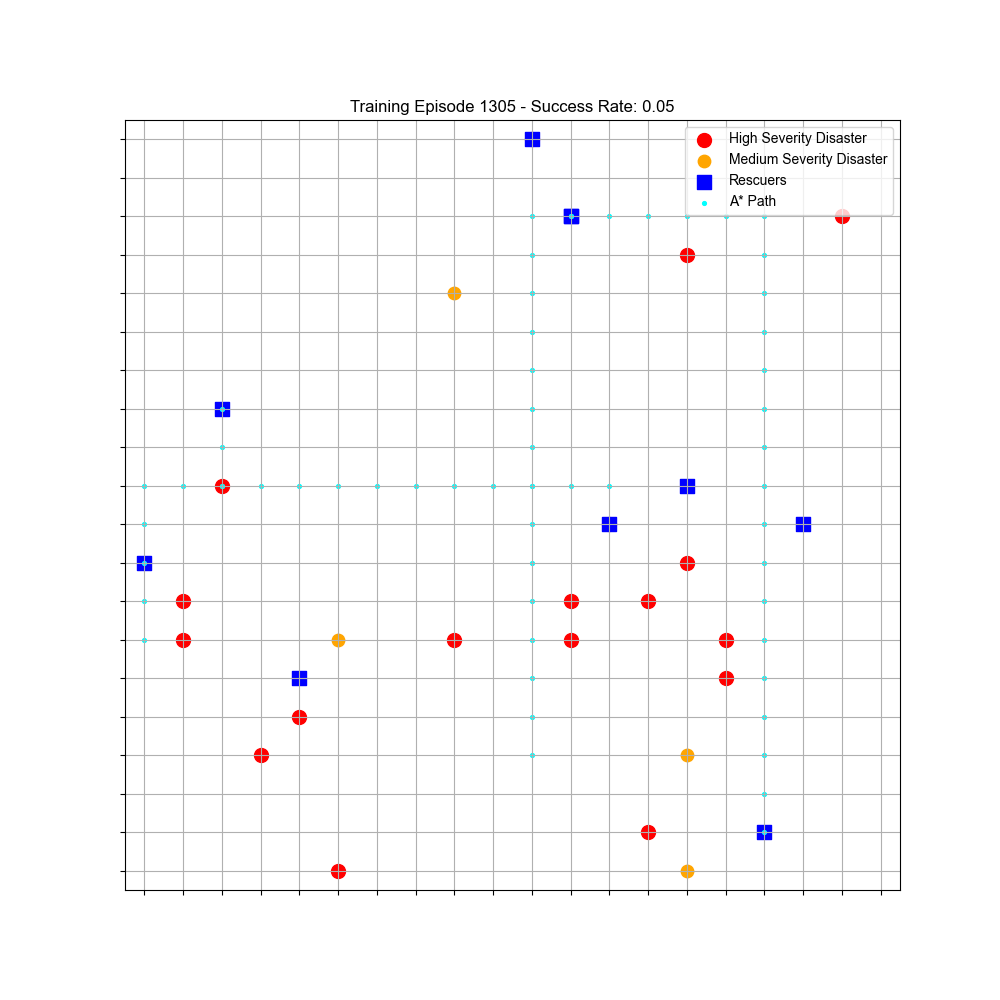 Training Episode 1305 - Success Rate: 0.05
High Severity Disaster
Medium Severity Disaster
Rescuers
A* Path